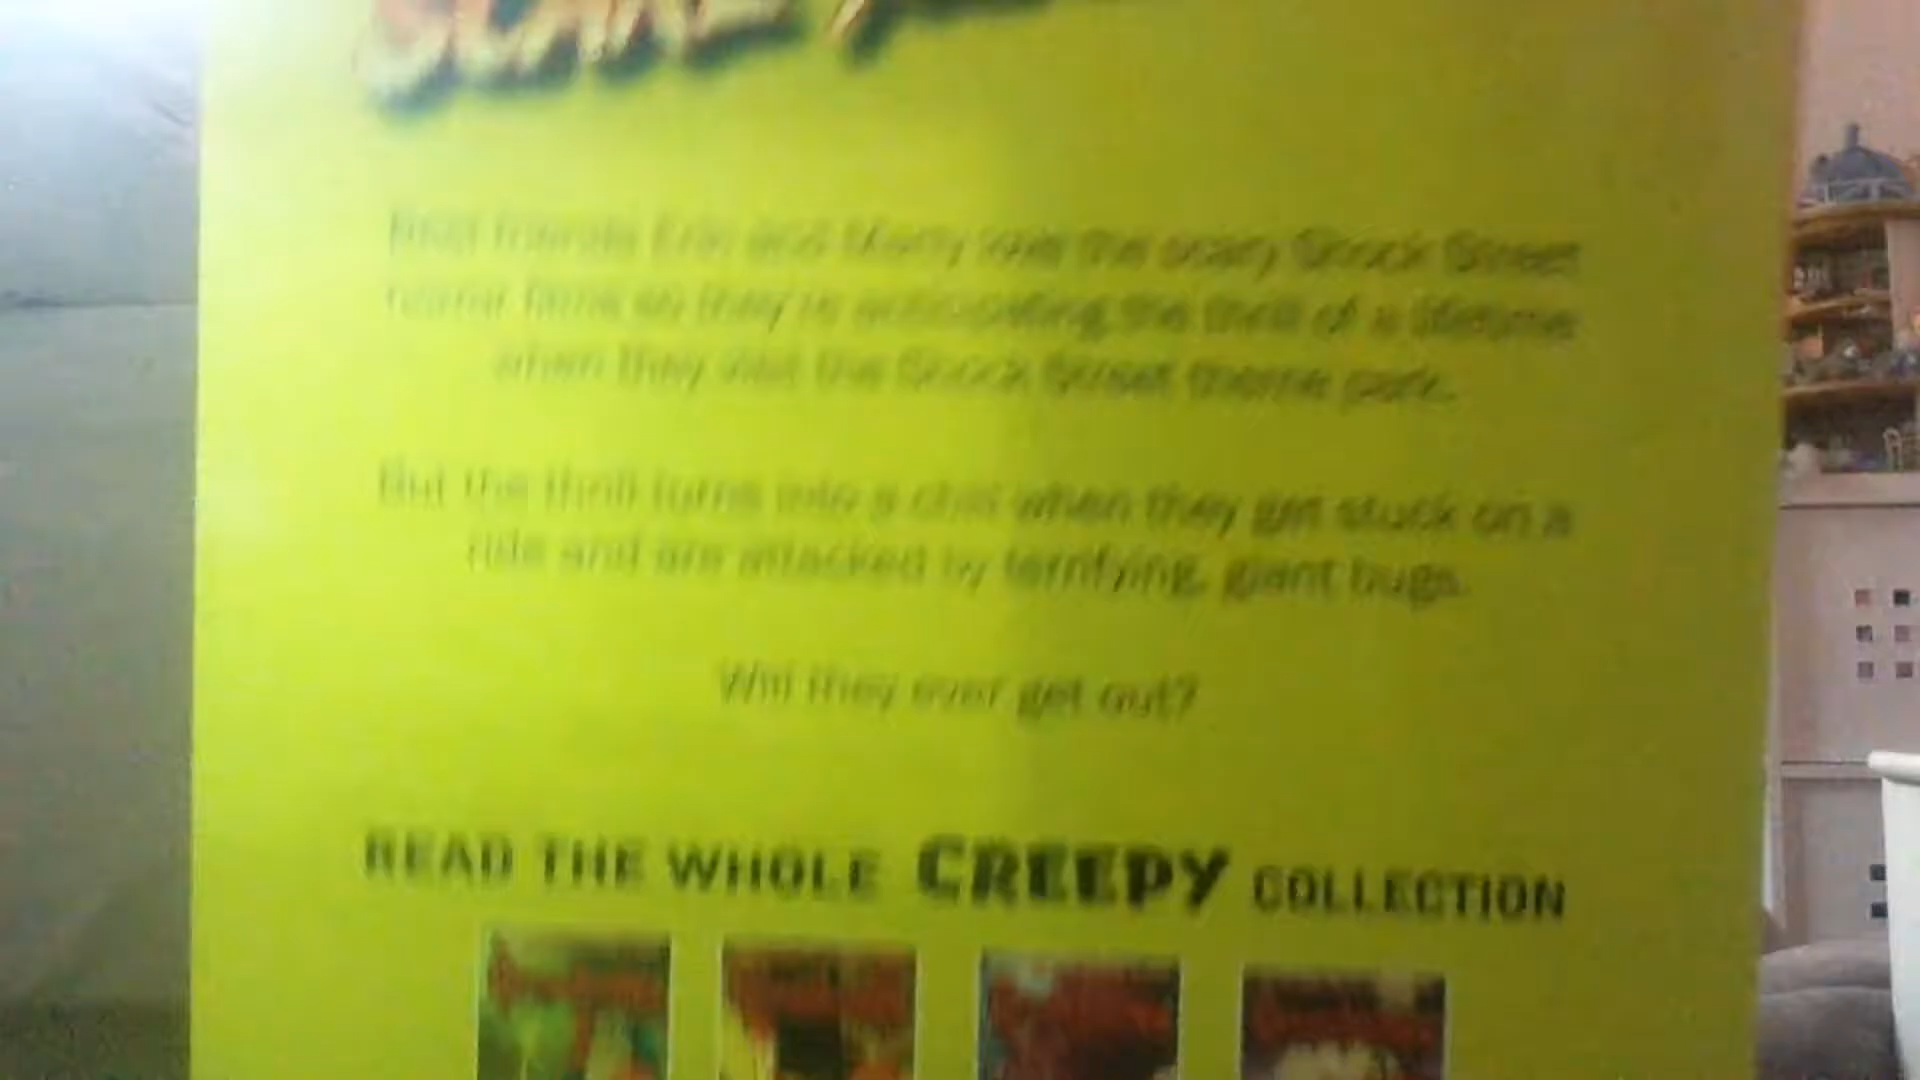 Best friends Erin and Marty love the scary Shock Street
horror films so they're anticipating the thrill of a lifetime
when they visit the Shock Street theme park.
But the thrill turns into a chill when they get stuck on a
ride and are attacked by terrifying, giant bugs.
Will they ever get out?
READ THE WHOLE CREEPY COLLECTION